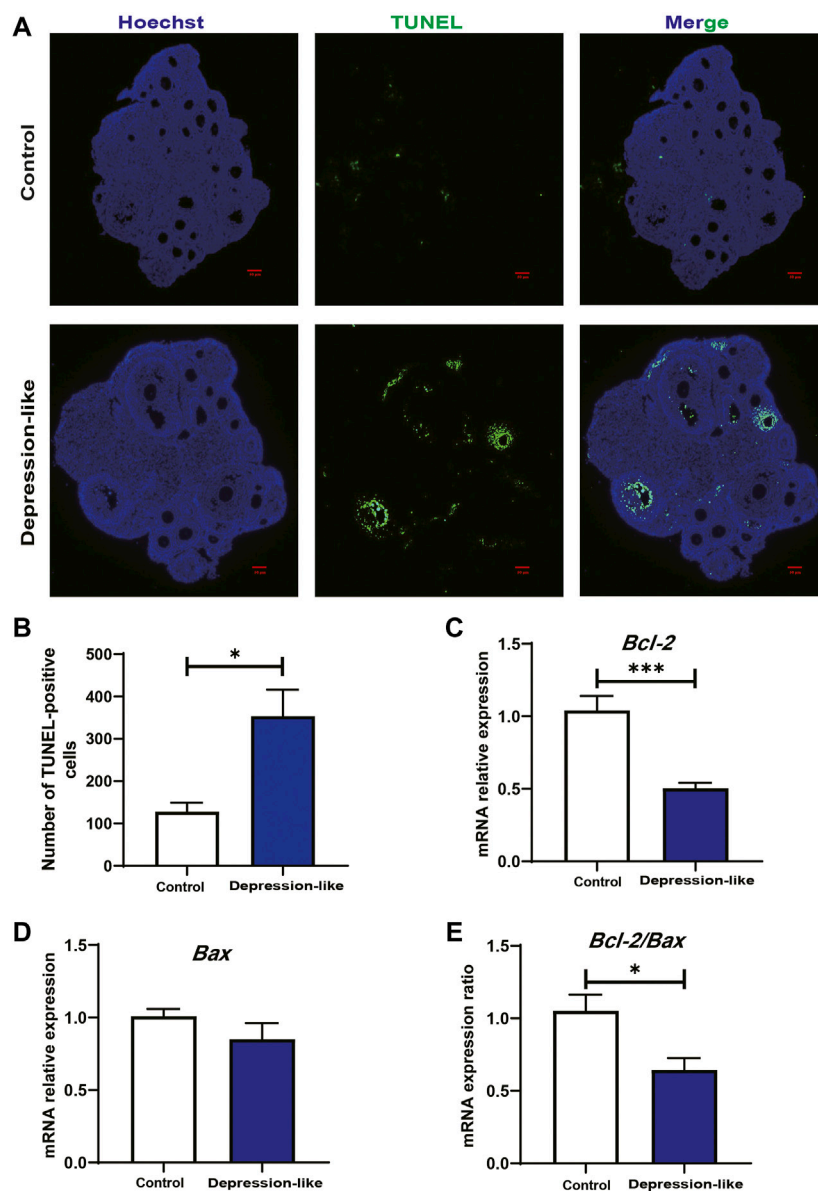 A
Hoechst
TUNEL
Merge
Control
Depression-like
B
Number of TUNEL-positive
cells
500
400
300
200
100
0
*
Control
Depression-like
C
Bcl-2
mRNA relative expression
1.5
1.0
0.5
0.0
***
Control
Depression-like
D
Bax
mRNA relative expression
1.5
1.0
0.5
0.0
Control
Depression-like
E
Bcl-2/Bax
mRNA expression ratio
1.5
1.0
0.5
0.0
*
Control
Depression-like